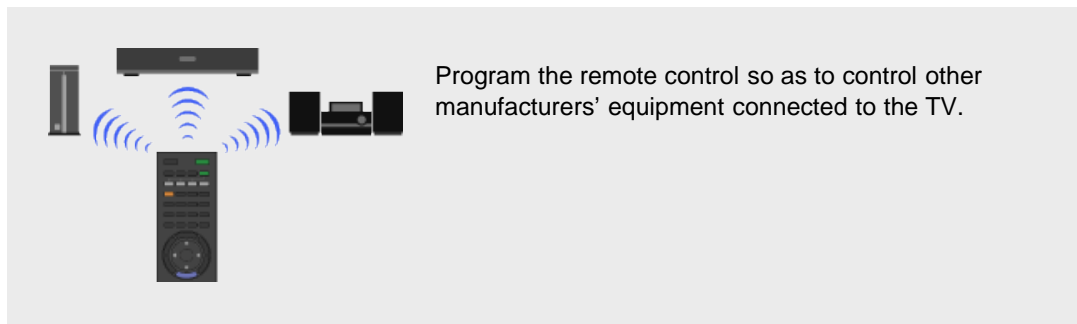 Program the remote control so as to control other
manufacturers’ equipment connected to the TV.